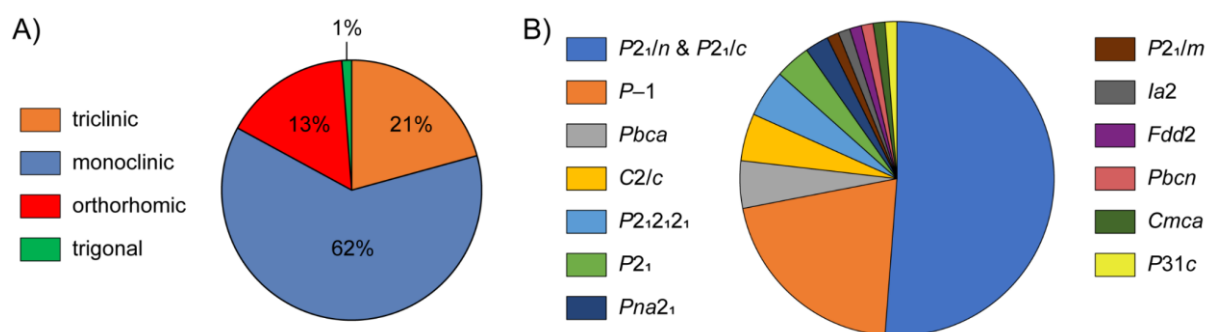 A)
1%
triclinic
monoclinic
orthorhomic
trigonal
13%
21%
62%
B)
P2₁/n & P2₁/c
P–1
Pbca
C2/c
P2₁2₁2₁
P2₁
Pna2₁
P2₁/m
Ia2
Fdd2
Pbcn
Cmca
P31c